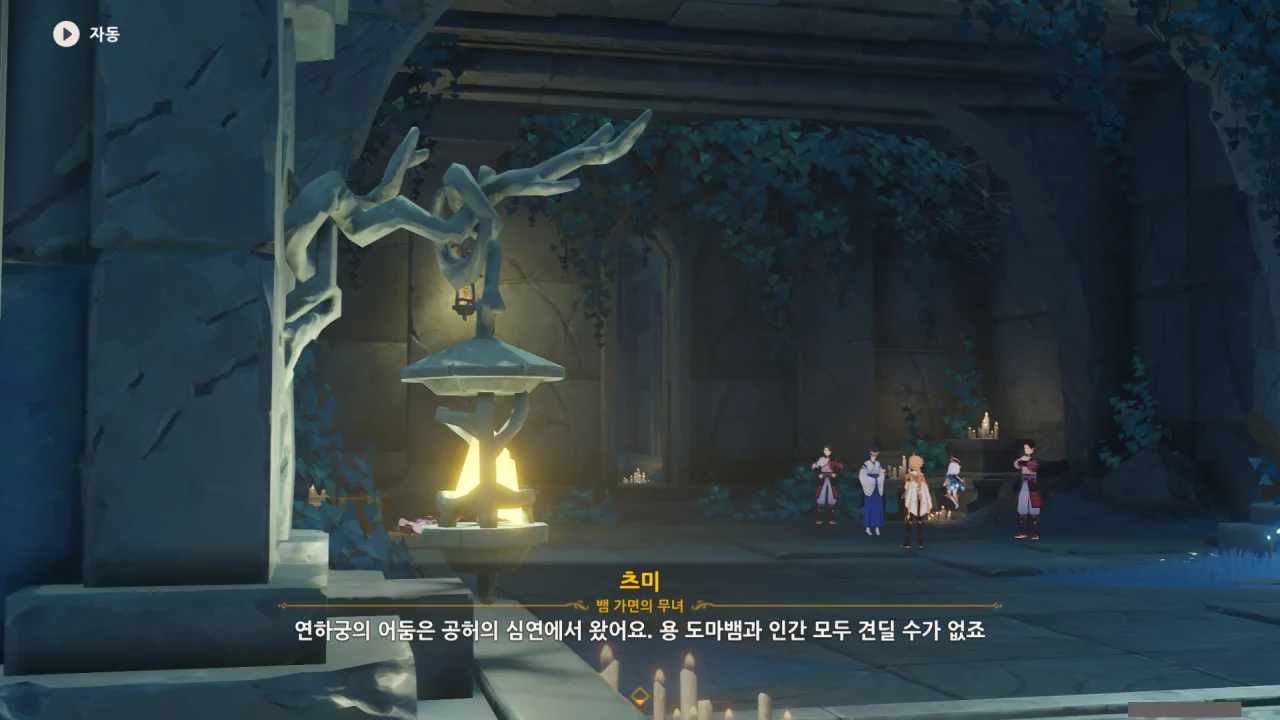 자동
츠미
뱀 가면의 무녀
연하궁의 어둠은 공허의 심연에서 왔어요. 용 도마뱀과 인간 모두 견딜 수가 없죠